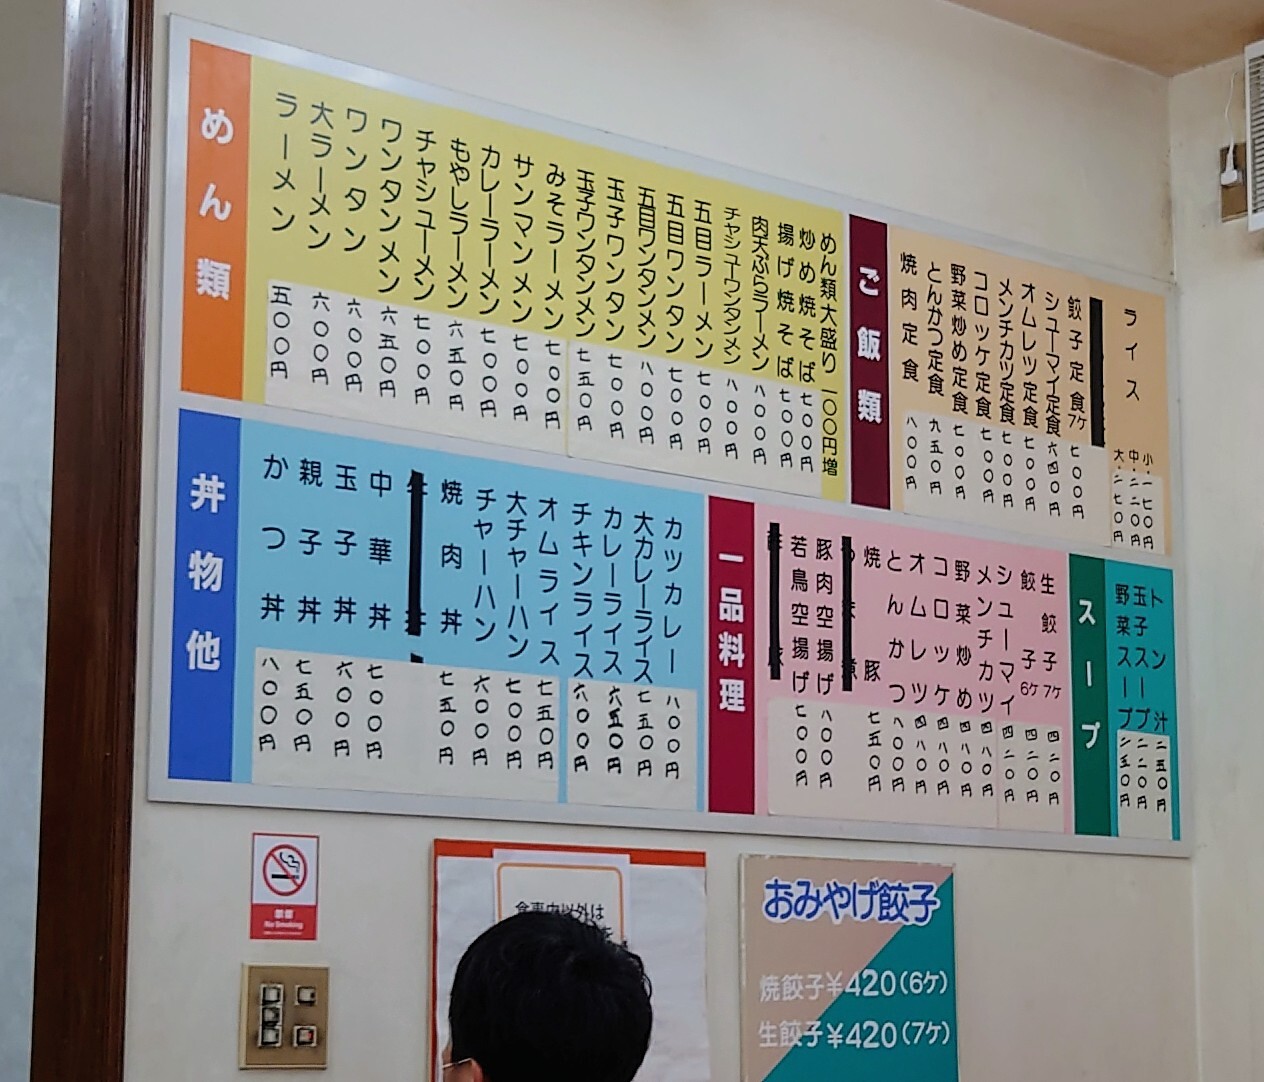 めん類
ラーメン 五〇〇円
大ラーメン 六〇〇円
ワンタン 六〇〇円
ワンタンメン 六五〇円
チャシューメン 七〇〇円
もやしラーメン 六五〇円
カレーラーメン 七〇〇円
サンマンメン 七〇〇円
みそラーメン 七〇〇円
玉子ワンタンメン 七五〇円
玉子ワンタン 七〇〇円
五目ワンタンメン 八〇〇円
五目ワンタン 七〇〇円
五目ラーメン 七〇〇円
チャシューワンタンメン 八〇〇円
肉天ぷらラーメン 八〇〇円
揚げ焼そば 七〇〇円
炒め焼そば 七〇〇円
めん類大盛り 一〇〇円増
ご飯類
焼肉定食 八〇〇円
とんかつ定食 九五〇円
野菜炒め定食 七〇〇円
コロッケ定食 七〇〇円
メンチカツ定食 七〇〇円
オムレツ定食 七〇〇円
シューマイ定食 六四〇円
餃子定食7ケ 七〇〇円
ライス
小・一七〇円
中・二二〇円
大・二七〇円
丼物他
かつ丼 八〇〇円
親子丼 七五〇円
玉子丼 六〇〇円
中華丼 七〇〇円
焼肉丼 七五〇円
チャーハン 六〇〇円
大チャーハン 七〇〇円
オムライス 七五〇円
チキンライス 六〇〇円
カレーライス 六五〇円
大カレーライス 七五〇円
カツカレー 八〇〇円
一品料理
若鳥空揚げ 七〇〇円
豚肉空揚げ 八〇〇円
焼豚 七五〇円
とんかつ 八〇〇円
オムレツ 四八〇円
コロッケ 四八〇円
野菜炒め 四八〇円
メンチカツ 四八〇円
シューマイ 四二〇円
餃子6ケ 四二〇円
生餃子7ケ 四二〇円
スープ
野菜スープ 二五〇円
玉子スープ 二二〇円
トン汁 二五〇円
禁煙
No Smoking
食事中以外は
おみやげ餃子
焼餃子¥420(6ケ)
生餃子¥420(7ケ)